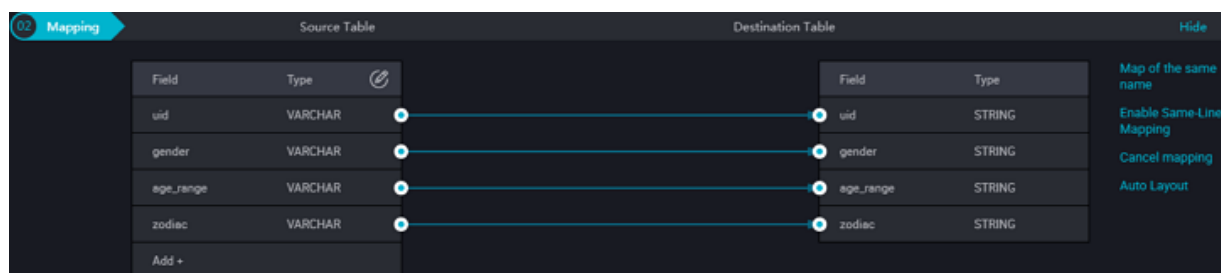 02 Mapping Source Table Destination Table Hide
Field Type Field Type Map of the same
name
uid VARCHAR uid STRING Enable Same-Line
Mapping
gender VARCHAR gender STRING Cancel mapping
age_range VARCHAR age_range STRING Auto Layout
zodiac VARCHAR zodiac STRING
Add +